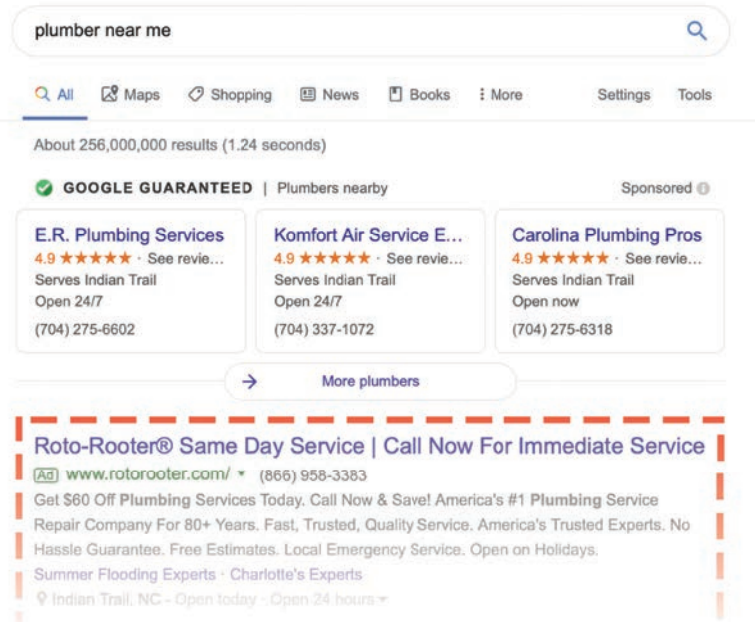 plumber near me
All Maps Shopping News Books More Settings Tools
About 256,000,000 results (1.24 seconds)
GOOGLE GUARANTEED | Plumbers nearby Sponsored
E.R. Plumbing Services
4.9 ★★★★★ · See revie...
Serves Indian Trail
Open 24/7
(704) 275-6602
Komfort Air Service E...
4.9 ★★★★★ · See revie...
Serves Indian Trail
Open 24/7
(704) 337-1072
Carolina Plumbing Pros
4.9 ★★★★★ · See revie...
Serves Indian Trail
Open now
(704) 275-6318
More plumbers
Roto-Rooter® Same Day Service | Call Now For Immediate Service
Ad www.rotorooter.com/ (866) 958-3383
Get $60 Off Plumbing Services Today. Call Now & Save! America's #1 Plumbing Service
Repair Company For 80+ Years. Fast, Trusted, Quality Service. America's Trusted Experts. No
Hassle Guarantee. Free Estimates. Local Emergency Service. Open on Holidays.
Summer Flooding Experts · Charlotte's Experts
Indian Trail, NC - Open today · Open 24 hours